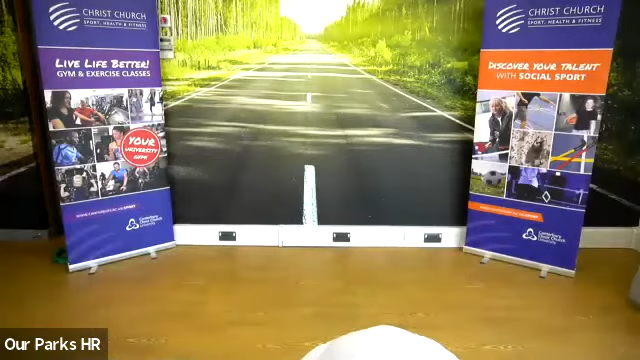 CHRIST CHURCH
SPORT, HEALTH & FITNESS
LIVE LIFE BETTER!
GYM & EXERCISE CLASSES
YOUR
UNIVERSITY
GYM
Canterbury
Christ Church
University
CHRIST CHURCH
SPORT, HEALTH & FITNESS
DISCOVER YOUR TALENT
WITH SOCIAL SPORT
Canterbury
Christ Church
University
Our Parks HR